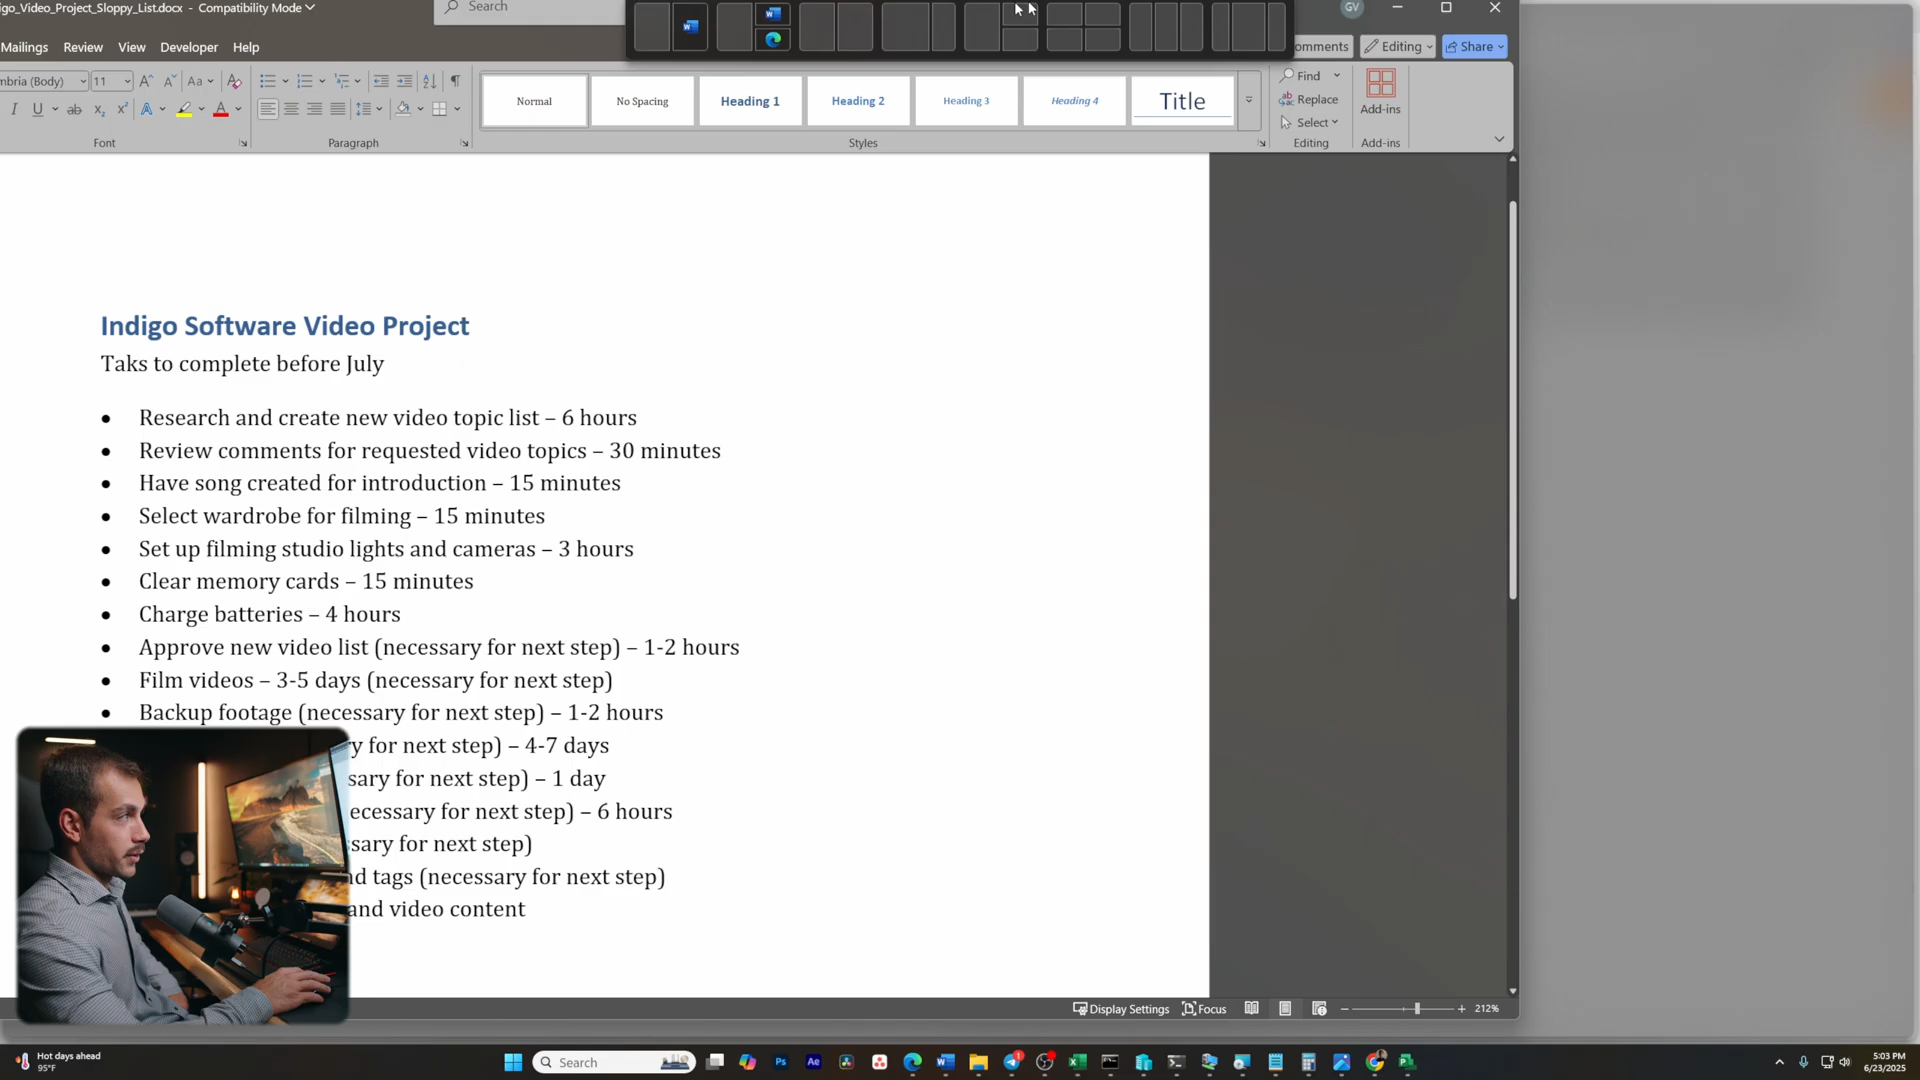 igo_Video_Project_Sloppy_List.docx - Compatibility Mode
Search
GV
Mailings Review View Developer Help
omments Editing Share
mbria (Body) 11 Aa
Normal No Spacing Heading 1 Heading 2 Heading 3 Heading 4 Title
Find
Replace
Select
Add-ins
Font Paragraph Styles Editing Add-ins
Indigo Software Video Project
Taks to complete before July
• Research and create new video topic list – 6 hours
• Review comments for requested video topics – 30 minutes
• Have song created for introduction – 15 minutes
• Select wardrobe for filming – 15 minutes
• Set up filming studio lights and cameras – 3 hours
• Clear memory cards – 15 minutes
• Charge batteries – 4 hours
• Approve new video list (necessary for next step) – 1-2 hours
• Film videos – 3-5 days (necessary for next step)
• Backup footage (necessary for next step) – 1-2 hours
y for next step) – 4-7 days
sary for next step) – 1 day
ecessary for next step) – 6 hours
ssary for next step)
nd tags (necessary for next step)
and video content
Display Settings Focus 212%
Hot days ahead
95°F
Search
5:03 PM
6/23/2025